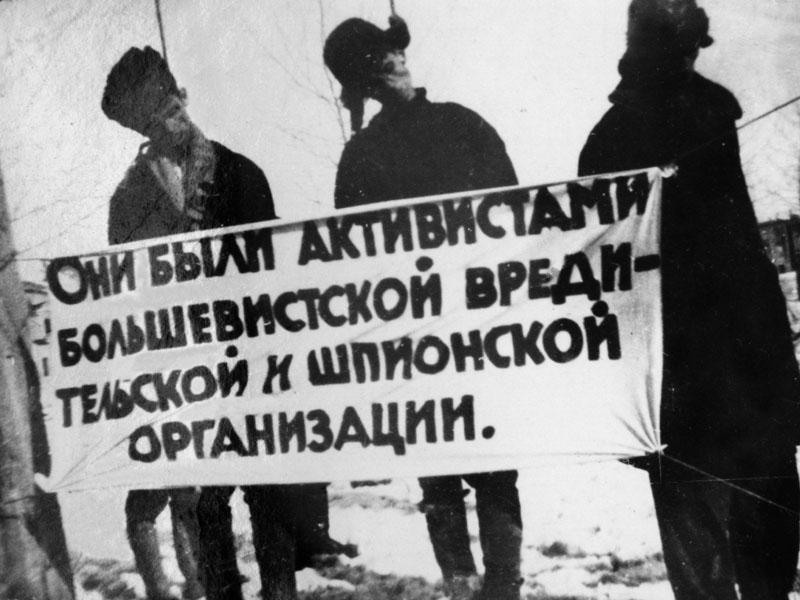 Они были активистами
большевистской вреди-
тельской и шпионской
организации.